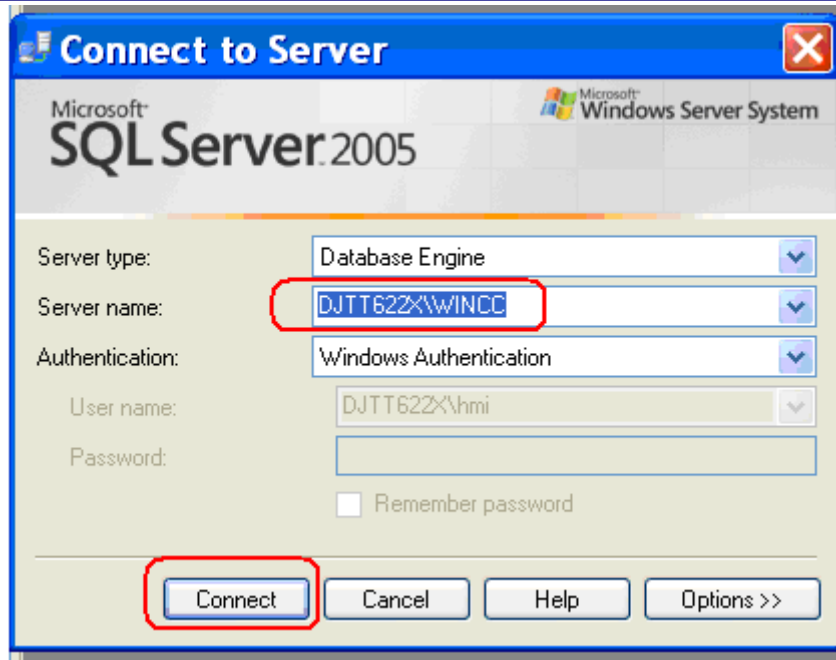 Connect to Server
Microsoft
SQL Server 2005
Microsoft
Windows Server System
Server type:
Database Engine
Server name:
DJTT622X\WINCC
Authentication:
Windows Authentication
User name:
DJTT622X\hmi
Password:
Remember password
Connect
Cancel
Help
Options >>